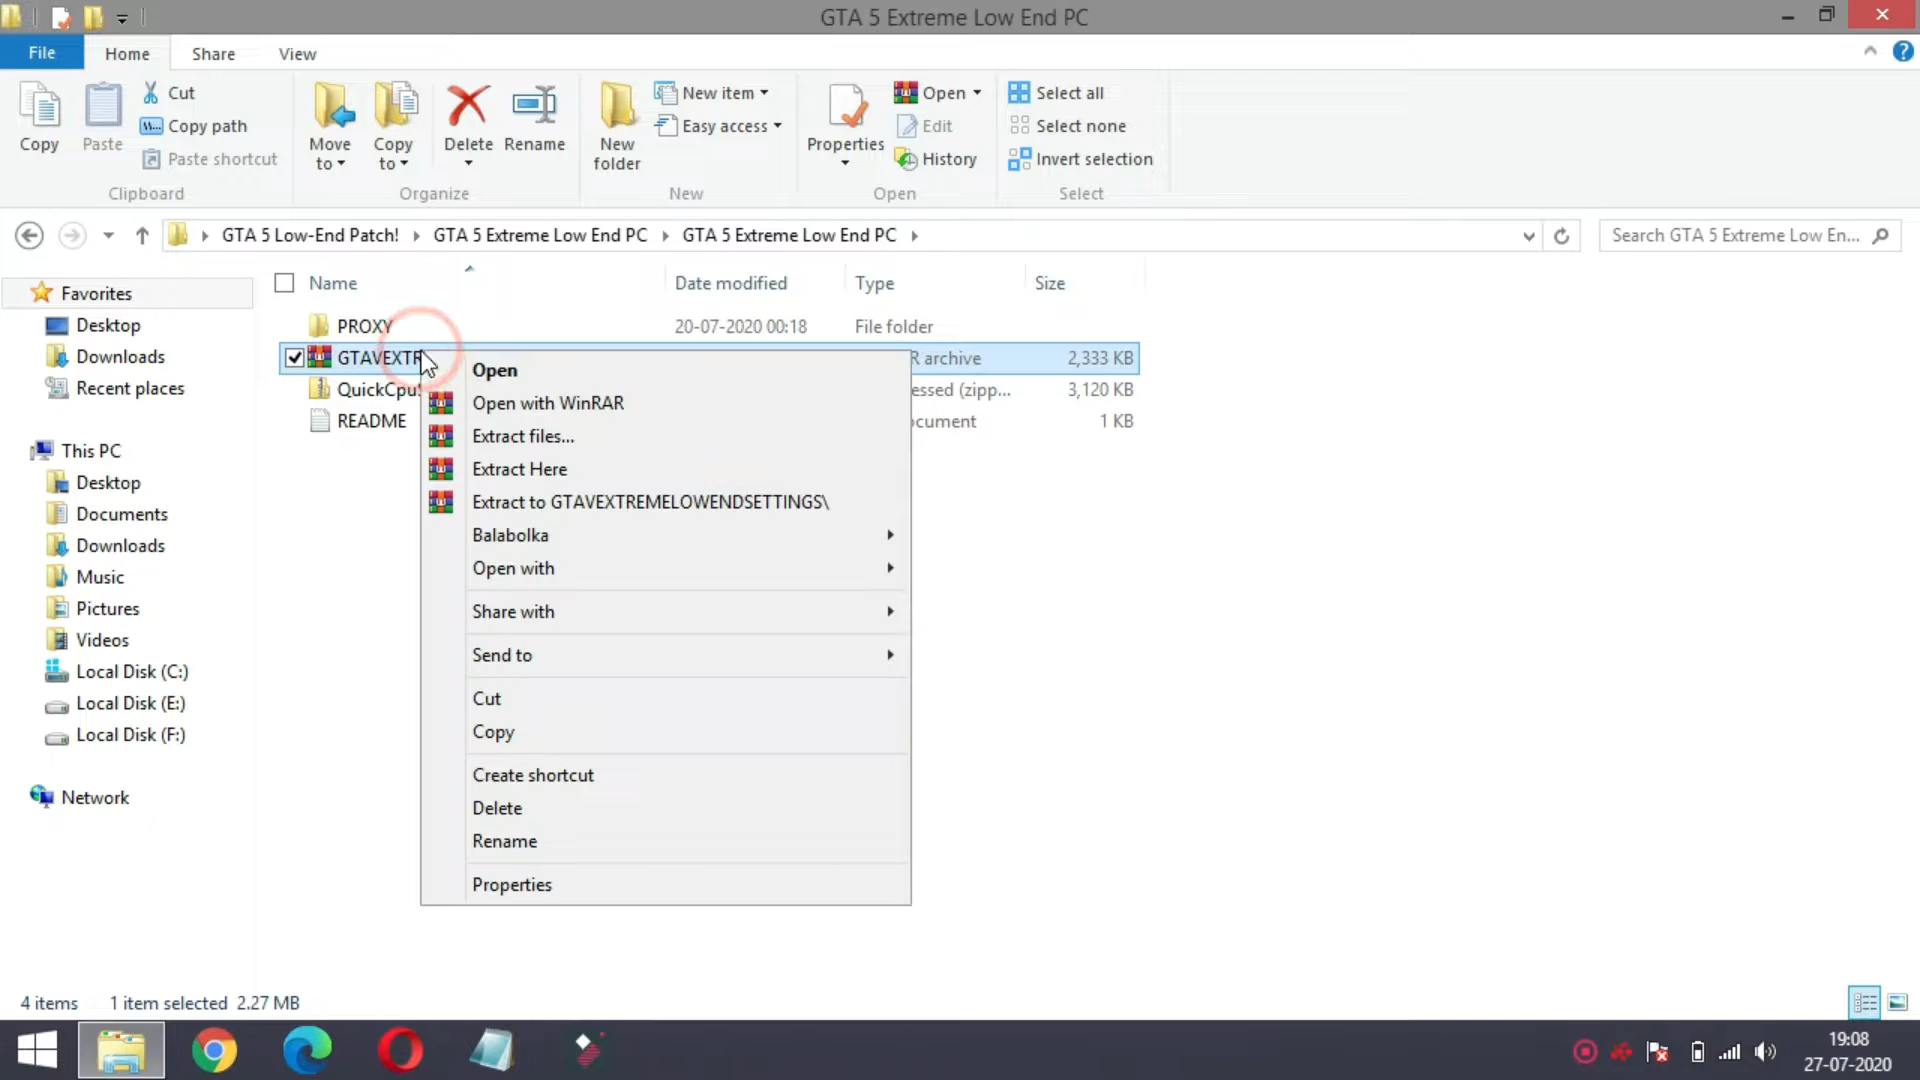 GTA 5 Extreme Low End PC
File Home Share View
Copy
Paste
Cut
Copy path
Paste shortcut
Clipboard
Move to
Copy to
Delete
Rename
Organize
New folder
New item
Easy access
New
Properties
Open
Edit
History
Open
Select all
Select none
Invert selection
Select
GTA 5 Low-End Patch! GTA 5 Extreme Low End PC GTA 5 Extreme Low End PC
Search GTA 5 Extreme Low En...
Name Date modified Type Size
PROXY 20-07-2020 00:18 File folder
GTAVEXTR R archive 2,333 KB
QuickCpu essed (zipp... 3,120 KB
README ocument 1 KB
Favorites
Desktop
Downloads
Recent places
This PC
Desktop
Documents
Downloads
Music
Pictures
Videos
Local Disk (C:)
Local Disk (E:)
Local Disk (F:)
Network
Open
Open with WinRAR
Extract files...
Extract Here
Extract to GTAVEXTREMELOWENDSETTINGS\
Balabolka
Open with
Share with
Send to
Cut
Copy
Create shortcut
Delete
Rename
Properties
4 items 1 item selected 2.27 MB
19:08
27-07-2020